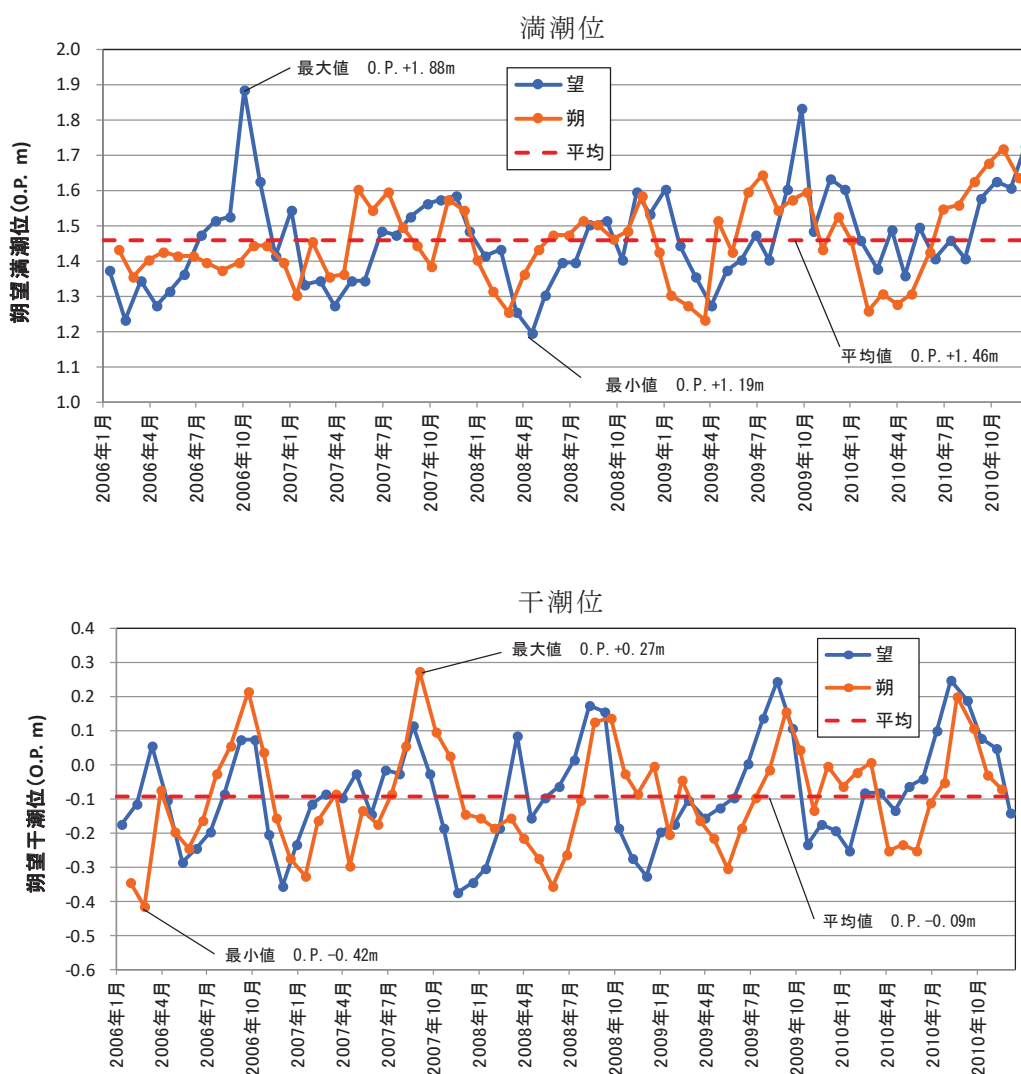 満潮位
朔望満潮位(O.P. m)
2.0
1.9
1.8
1.7
1.6
1.5
1.4
1.3
1.2
1.1
1.0
最大値 O.P.+1.88m
望
朔
平均
平均値 O.P.+1.46m
最小値 O.P.+1.19m
2006年1月
2006年4月
2006年7月
2006年10月
2007年1月
2007年4月
2007年7月
2007年10月
2008年1月
2008年4月
2008年7月
2008年10月
2009年1月
2009年4月
2009年7月
2009年10月
2010年1月
2010年4月
2010年7月
2010年10月
干潮位
朔望干潮位(O.P. m)
0.4
0.3
0.2
0.1
0.0
-0.1
-0.2
-0.3
-0.4
-0.5
-0.6
最大値 O.P.+0.27m
望
朔
平均
平均値 O.P.-0.09m
最小値 O.P.-0.42m
2006年1月
2006年4月
2006年7月
2006年10月
2007年1月
2007年4月
2007年7月
2007年10月
2008年1月
2008年4月
2008年7月
2008年10月
2009年1月
2009年4月
2009年7月
2009年10月
2010年1月
2010年4月
2010年7月
2010年10月